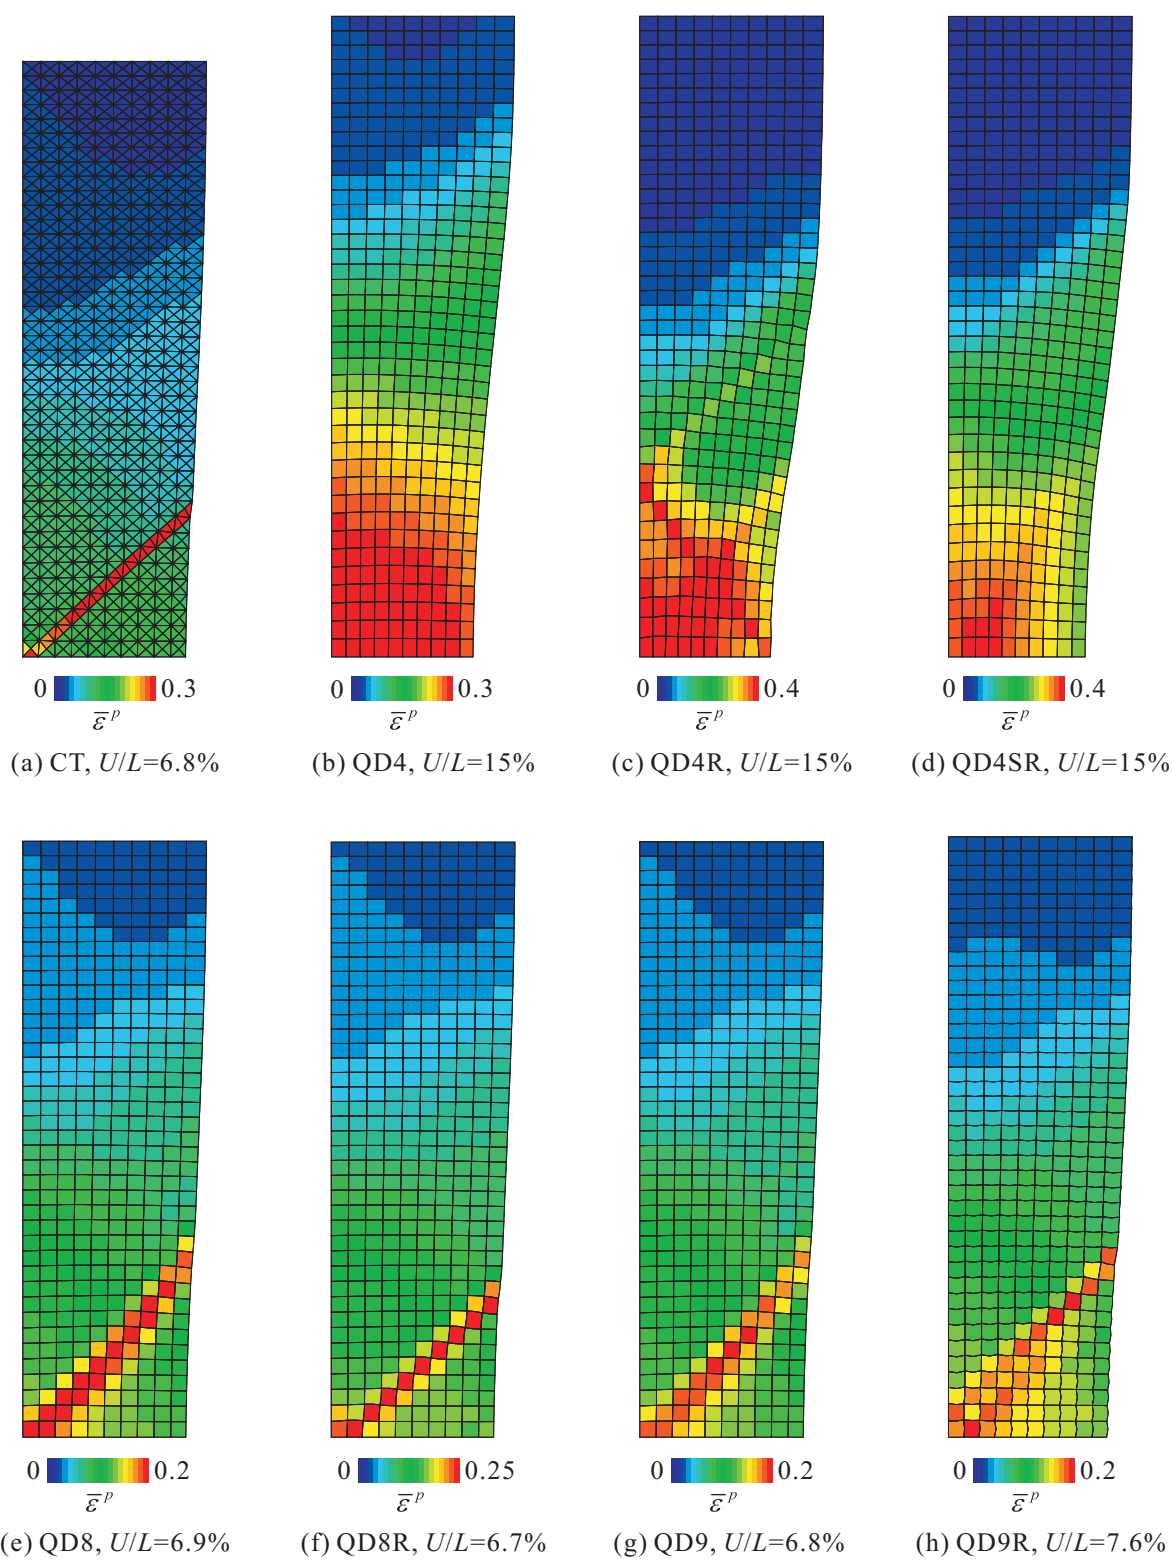 0 0.3 0 0.3 0 0.4 0 0.4
ε̅ᵖ ε̅ᵖ ε̅ᵖ ε̅ᵖ
(a) CT, U/L=6.8% (b) QD4, U/L=15% (c) QD4R, U/L=15% (d) QD4SR, U/L=15%
0 0.2 0 0.25 0 0.2 0 0.2
ε̅ᵖ ε̅ᵖ ε̅ᵖ ε̅ᵖ
(e) QD8, U/L=6.9% (f) QD8R, U/L=6.7% (g) QD9, U/L=6.8% (h) QD9R, U/L=7.6%